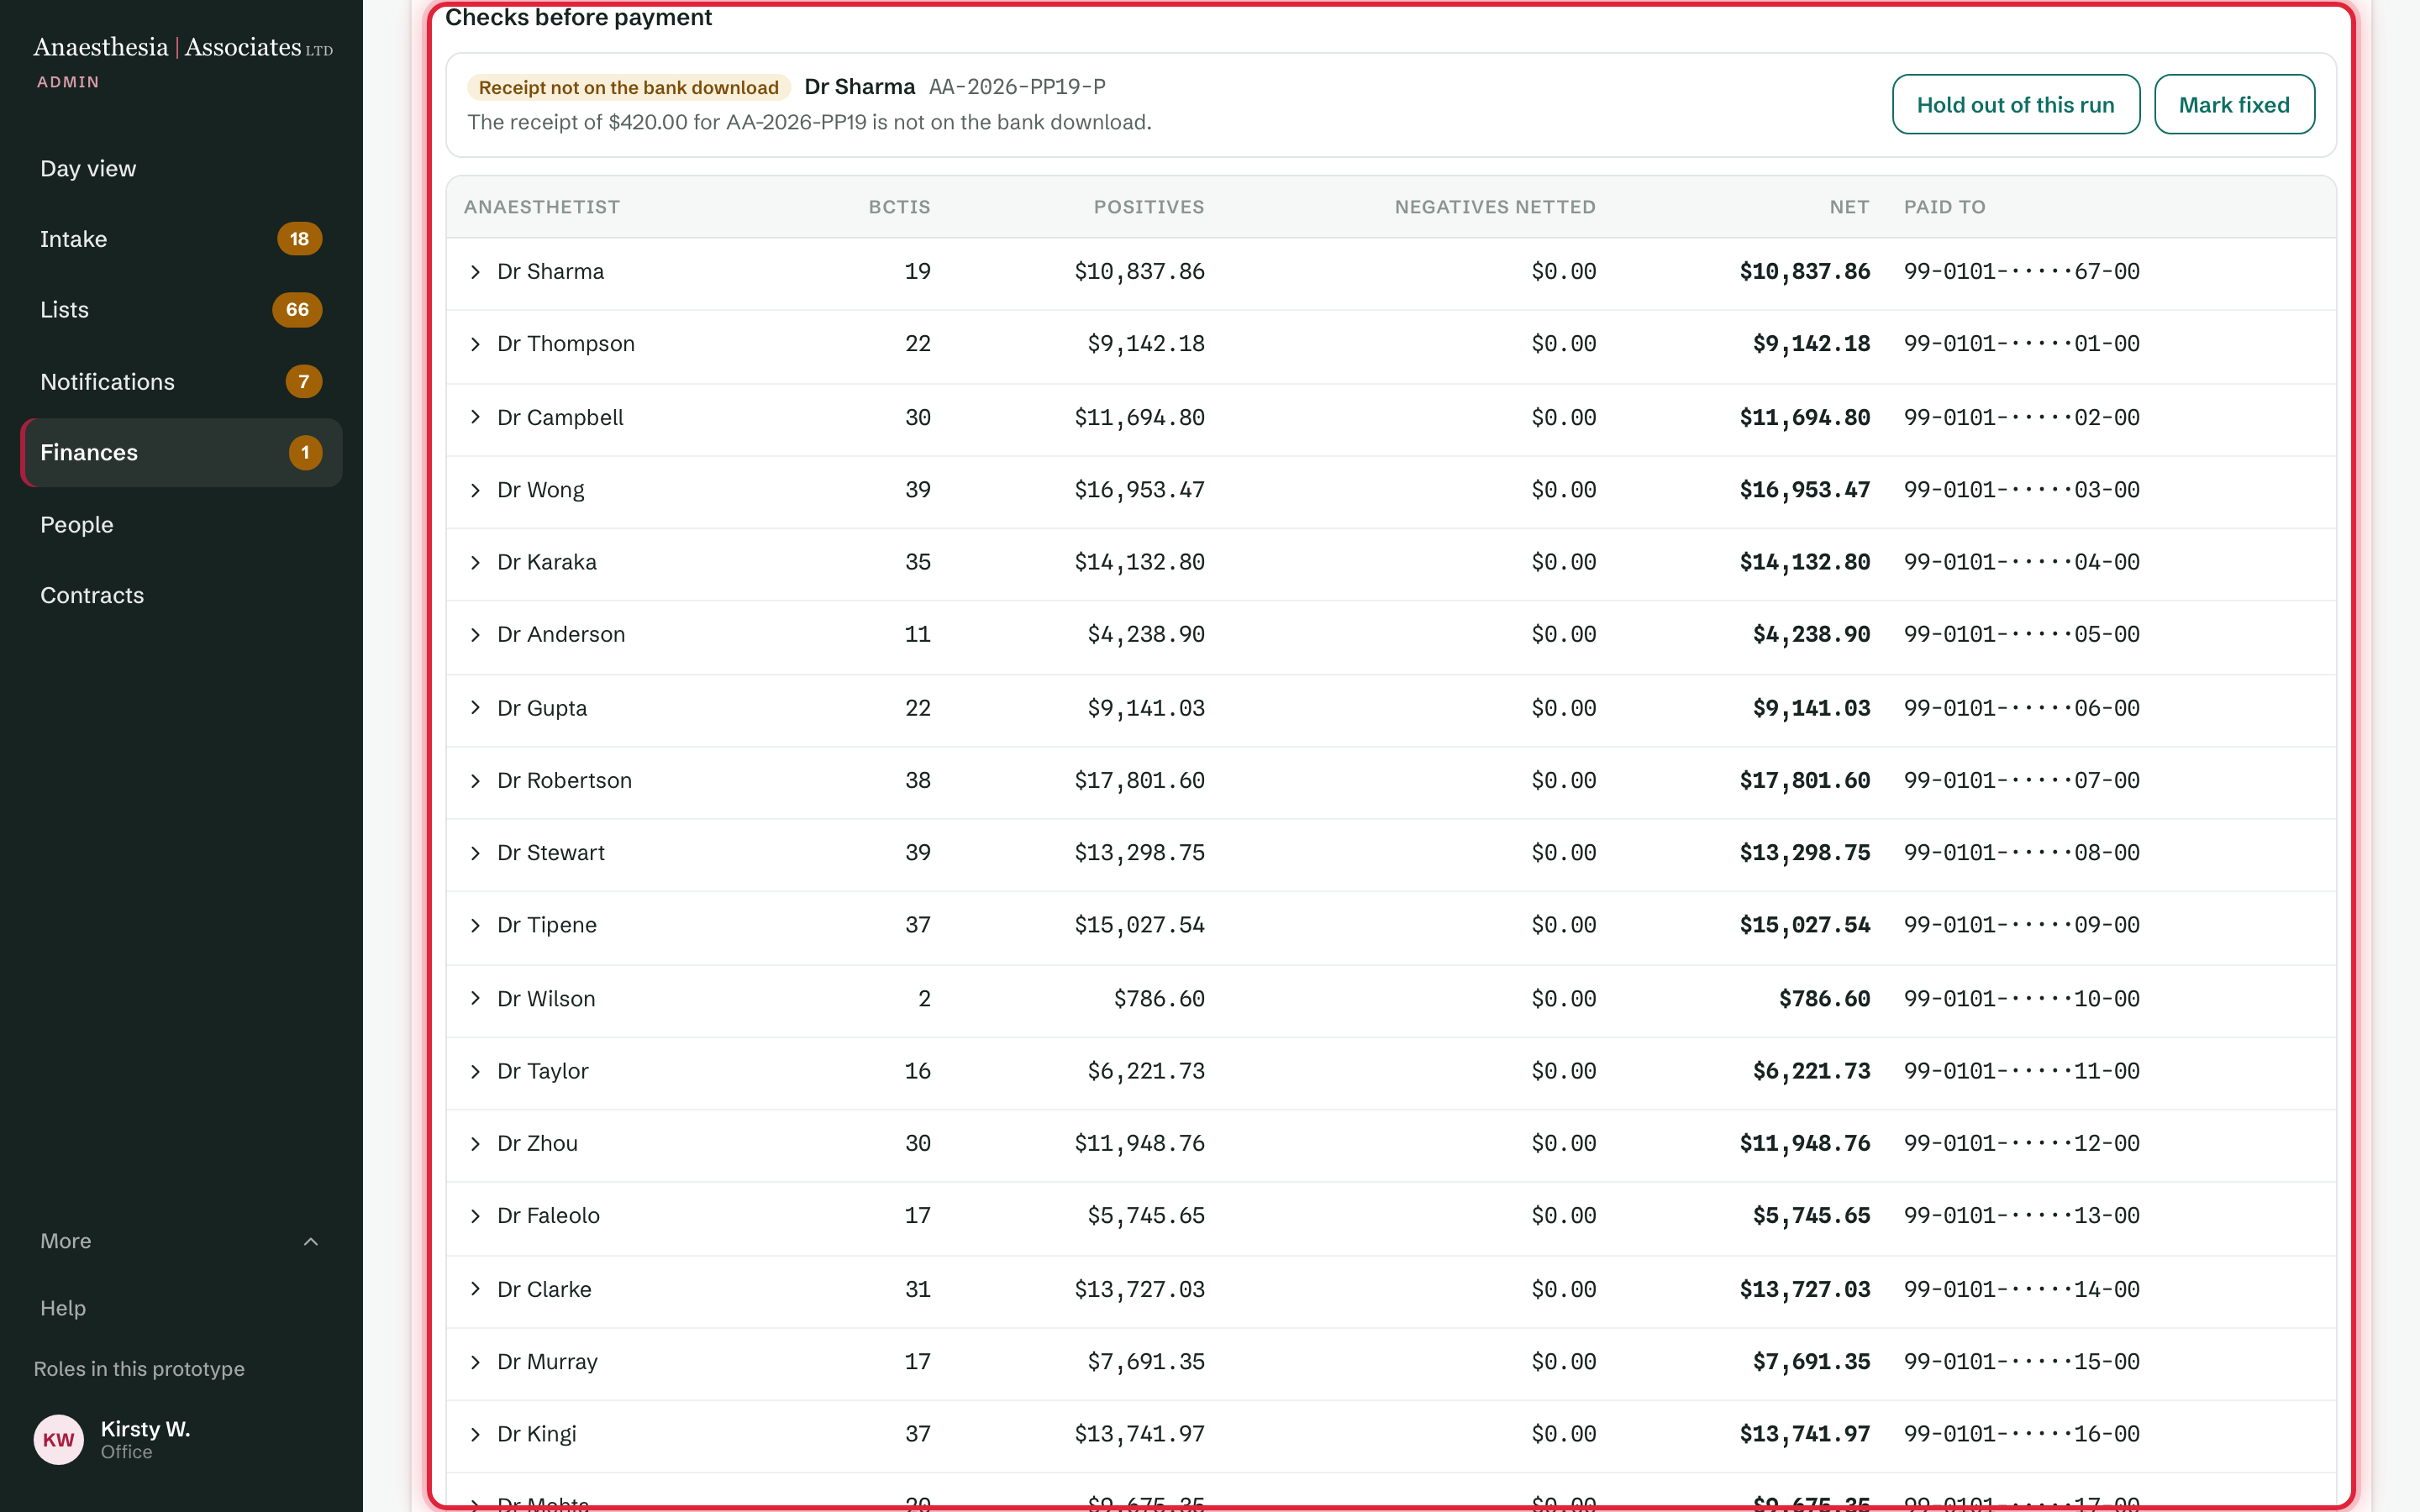 Anaesthesia | Associates LTD
ADMIN
Day view
Intake 18
Lists 66
Notifications 7
Finances 1
People
Contracts
More
Help
Roles in this prototype
KW Kirsty W.
Office
Checks before payment
Receipt not on the bank download Dr Sharma AA-2026-PP19-P
The receipt of $420.00 for AA-2026-PP19 is not on the bank download.
Hold out of this run Mark fixed
ANAESTHETIST BCTIS POSITIVES NEGATIVES NETTED NET PAID TO
Dr Sharma 19 $10,837.86 $0.00 $10,837.86 99-0101-·····67-00
Dr Thompson 22 $9,142.18 $0.00 $9,142.18 99-0101-·····01-00
Dr Campbell 30 $11,694.80 $0.00 $11,694.80 99-0101-·····02-00
Dr Wong 39 $16,953.47 $0.00 $16,953.47 99-0101-·····03-00
Dr Karaka 35 $14,132.80 $0.00 $14,132.80 99-0101-·····04-00
Dr Anderson 11 $4,238.90 $0.00 $4,238.90 99-0101-·····05-00
Dr Gupta 22 $9,141.03 $0.00 $9,141.03 99-0101-·····06-00
Dr Robertson 38 $17,801.60 $0.00 $17,801.60 99-0101-·····07-00
Dr Stewart 39 $13,298.75 $0.00 $13,298.75 99-0101-·····08-00
Dr Tipene 37 $15,027.54 $0.00 $15,027.54 99-0101-·····09-00
Dr Wilson 2 $786.60 $0.00 $786.60 99-0101-·····10-00
Dr Taylor 16 $6,221.73 $0.00 $6,221.73 99-0101-·····11-00
Dr Zhou 30 $11,948.76 $0.00 $11,948.76 99-0101-·····12-00
Dr Faleolo 17 $5,745.65 $0.00 $5,745.65 99-0101-·····13-00
Dr Clarke 31 $13,727.03 $0.00 $13,727.03 99-0101-·····14-00
Dr Murray 17 $7,691.35 $0.00 $7,691.35 99-0101-·····15-00
Dr Kingi 37 $13,741.97 $0.00 $13,741.97 99-0101-·····16-00
Dr Mehta 20 $9,675.35 $0.00 $9,675.35 99-0101-·····17-00